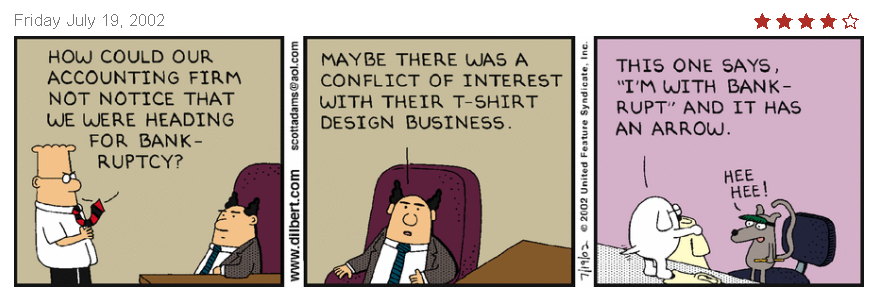 Friday July 19, 2002
HOW COULD OUR
ACCOUNTING FIRM
NOT NOTICE THAT
WE WERE HEADING
FOR BANK-
RUPTCY?
www.dilbert.com scottadams@aol.com
MAYBE THERE WAS A
CONFLICT OF INTEREST
WITH THEIR T-SHIRT
DESIGN BUSINESS.
7/19/02 © 2002 United Feature Syndicate, Inc.
THIS ONE SAYS,
"I'M WITH BANK-
RUPT" AND IT HAS
AN ARROW.
HEE
HEE!